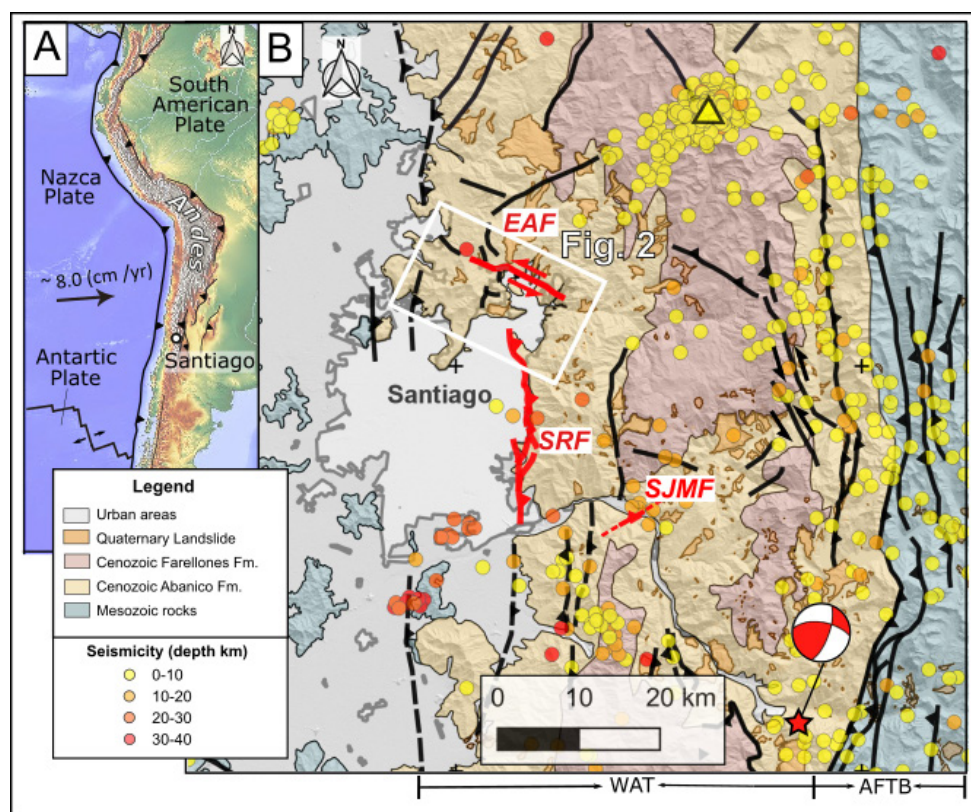 A
N
South
American
Plate
Nazca
Plate
Andes
~ 8.0 (cm /yr)
Santiago
Antartic
Plate
Legend
Urban areas
Quaternary Landslide
Cenozoic Farellones Fm.
Cenozoic Abanico Fm.
Mesozoic rocks
Seismicity (depth km)
0-10
10-20
20-30
30-40
B
N
EAF
Fig. 2
Santiago
SRF
SJMF
0 10 20 km
WAT
AFTB